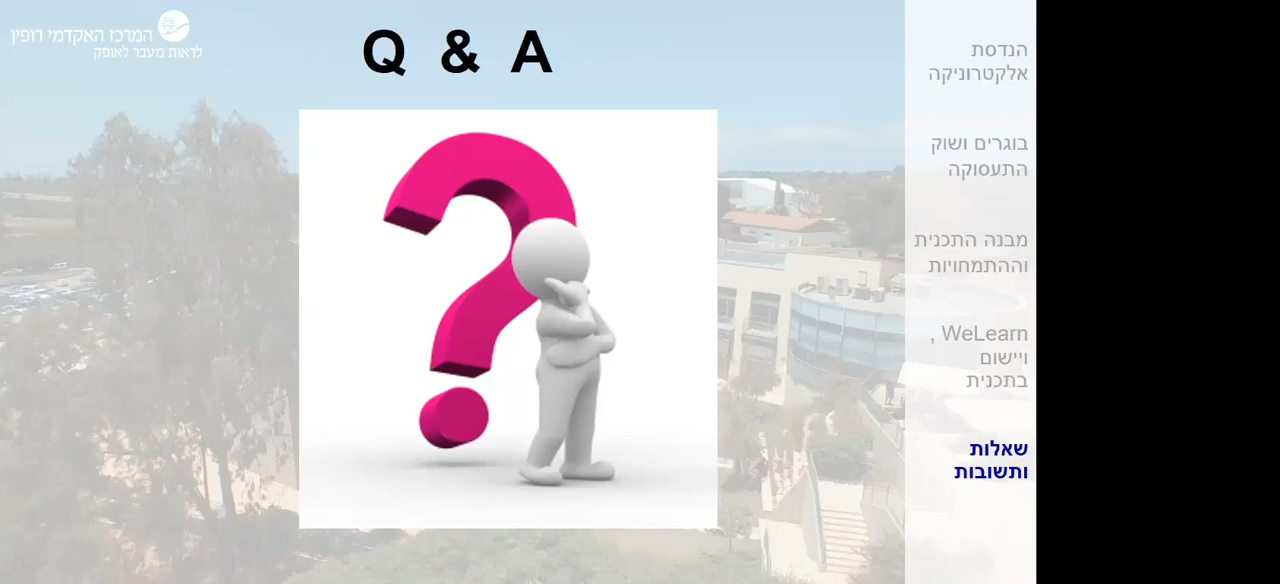 המרכז האקדמי רופין
לראות מעבר לאופק
Q & A
הנדסת
אלקטרוניקה
בוגרים ושוק
התעסוקה
מבנה התכנית
וההתמחויות
WeLearn ,
ויישום
בתכנית
שאלות
ותשובות